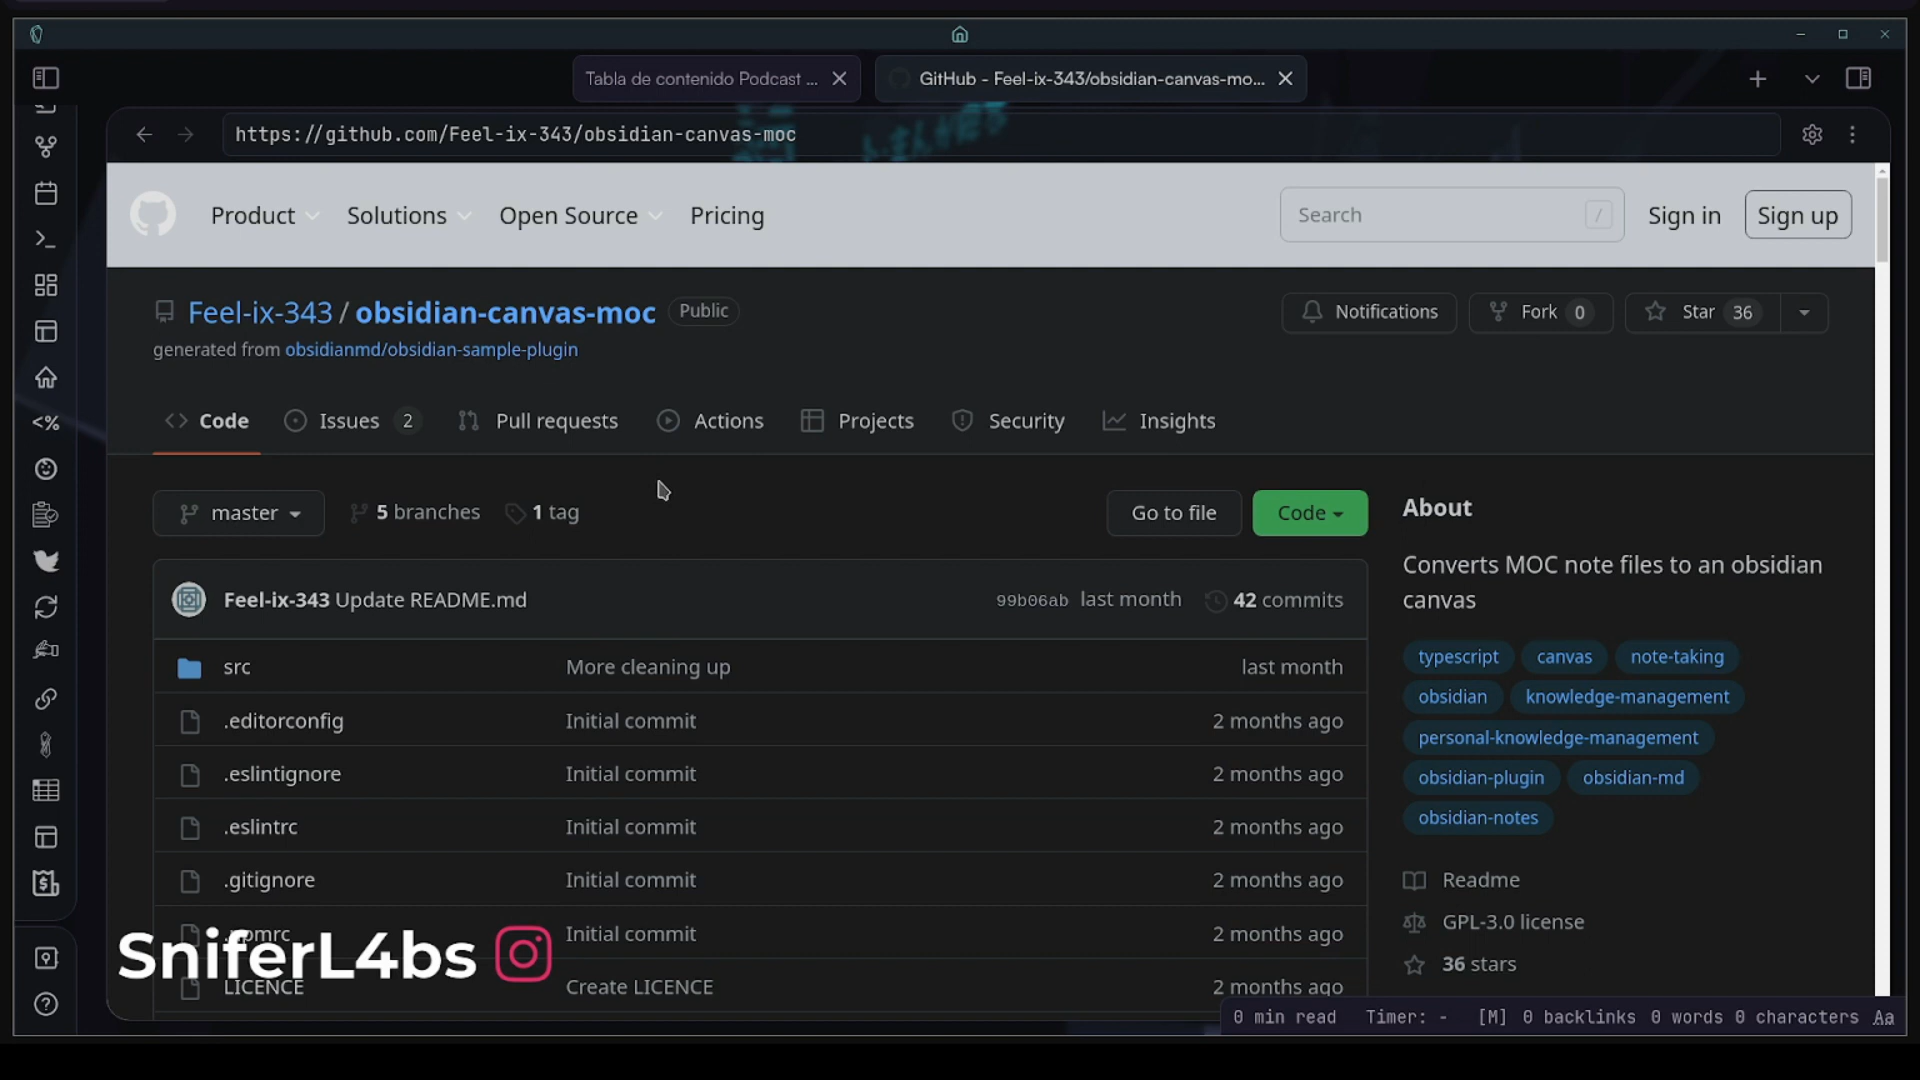 Tabla de contenido Podcast ...
GitHub - Feel-ix-343/obsidian-canvas-mo...
https://github.com/Feel-ix-343/obsidian-canvas-moc
Product Solutions Open Source Pricing
Search /
Sign in Sign up
Feel-ix-343 / obsidian-canvas-moc Public
Notifications Fork 0 Star 36
generated from obsidianmd/obsidian-sample-plugin
<> Code Issues 2 Pull requests Actions Projects Security Insights
master 5 branches 1 tag
Go to file Code
Feel-ix-343 Update README.md 99b06ab last month 42 commits
src More cleaning up last month
.editorconfig Initial commit 2 months ago
.eslintignore Initial commit 2 months ago
.eslintrc Initial commit 2 months ago
.gitignore Initial commit 2 months ago
Initial commit 2 months ago
LICENCE Create LICENCE 2 months ago
About
Converts MOC note files to an obsidian
canvas
typescript canvas note-taking
obsidian knowledge-management
personal-knowledge-management
obsidian-plugin obsidian-md
obsidian-notes
Readme
GPL-3.0 license
36 stars
<%
SniferL4bs
0 min read Timer: - [M] 0 backlinks 0 words 0 characters Aa